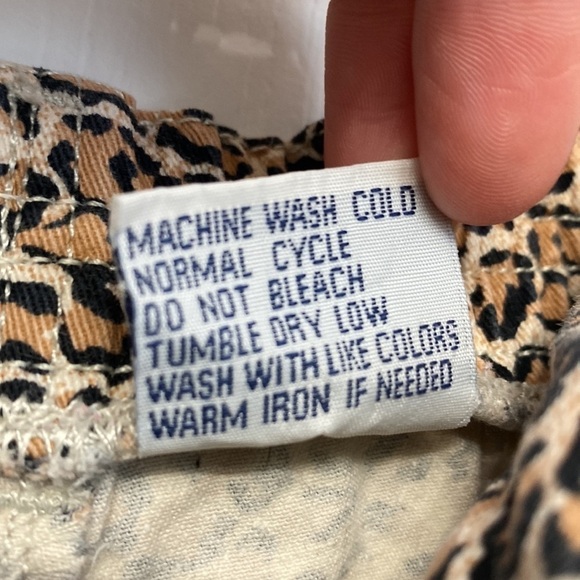 MACHINE WASH COLD
NORMAL CYCLE
DO NOT BLEACH
TUMBLE DRY LOW
WASH WITH LIKE COLORS
WARM IRON IF NEEDED